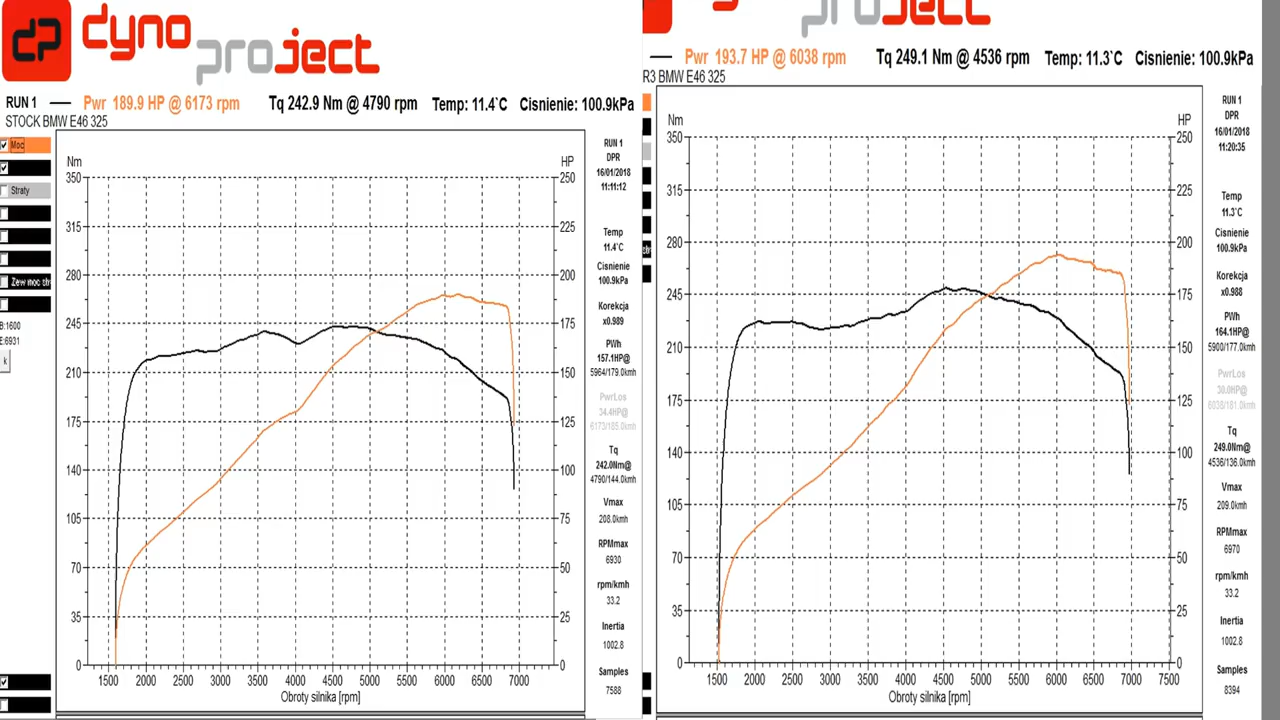 dp dyno project
RUN 1 Pwr 189.9 HP @ 6173 rpm Tq 242.9 Nm @ 4790 rpm Temp: 11.4`C Cisnienie: 100.9kPa
STOCK BMW E46 325
Moc
Straty
Zew moc str
B:1600
E:6931
k
Nm
HP
350
315
280
245
210
175
140
105
70
35
0
250
225
200
175
150
125
100
75
50
25
0
1500 2000 2500 3000 3500 4000 4500 5000 5500 6000 6500 7000
Obroty silnika [rpm]
RUN 1
DPR
16/01/2018
11:11:12
Temp
11.4`C
Cisnienie
100.9kPa
Korekcja
x0.989
PWh
157.1HP@
5964/179.0kmh
PwrLos
34.4HP@
6173/185.0kmh
Tq
242.0Nm@
4790/144.0kmh
Vmax
208.0kmh
RPMmax
6930
rpm/kmh
33.2
Inertia
1002.8
Samples
7588
project
Pwr 193.7 HP @ 6038 rpm Tq 249.1 Nm @ 4536 rpm Temp: 11.3`C Cisnienie: 100.9kPa
R3 BMW E46 325
str
Nm
HP
350
315
280
245
210
175
140
105
70
35
0
250
225
200
175
150
125
100
75
50
25
0
1500 2000 2500 3000 3500 4000 4500 5000 5500 6000 6500 7000 7500
Obroty silnika [rpm]
RUN 1
DPR
16/01/2018
11:20:35
Temp
11.3`C
Cisnienie
100.9kPa
Korekcja
x0.988
PWh
164.1HP@
5900/177.0kmh
PwrLos
30.0HP@
6038/181.0kmh
Tq
249.0Nm@
4536/136.0kmh
Vmax
209.0kmh
RPMmax
6970
rpm/kmh
33.2
Inertia
1002.8
Samples
8394